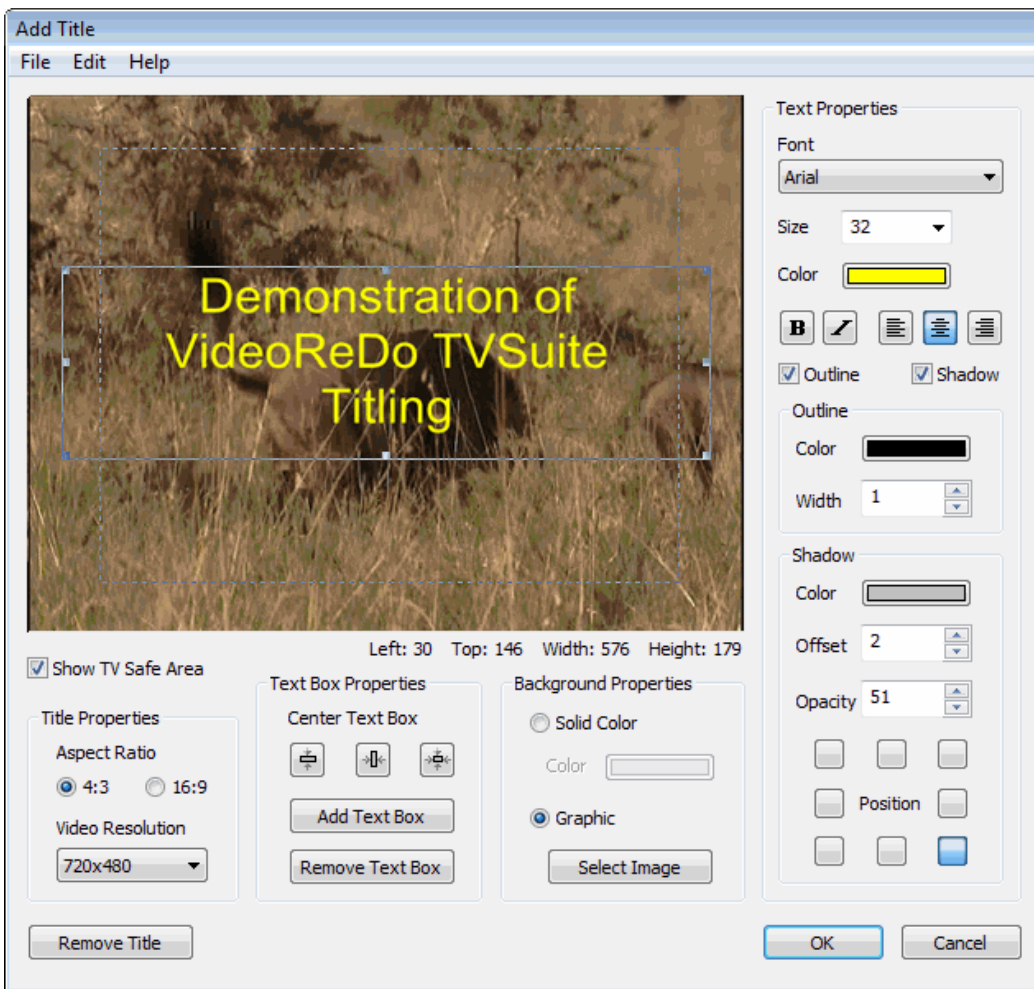 Add Title
File Edit Help
Demonstration of
VideoReDo TVSuite
Titling
Left: 30 Top: 146 Width: 576 Height: 179
Show TV Safe Area
Title Properties
Aspect Ratio
4:3 16:9
Video Resolution
720x480
Text Box Properties
Center Text Box
Add Text Box
Remove Text Box
Background Properties
Solid Color
Color
Graphic
Select Image
Text Properties
Font
Arial
Size 32
Color
B I
Outline Shadow
Outline
Color
Width 1
Shadow
Color
Offset 2
Opacity 51
Position
Remove Title
OK Cancel